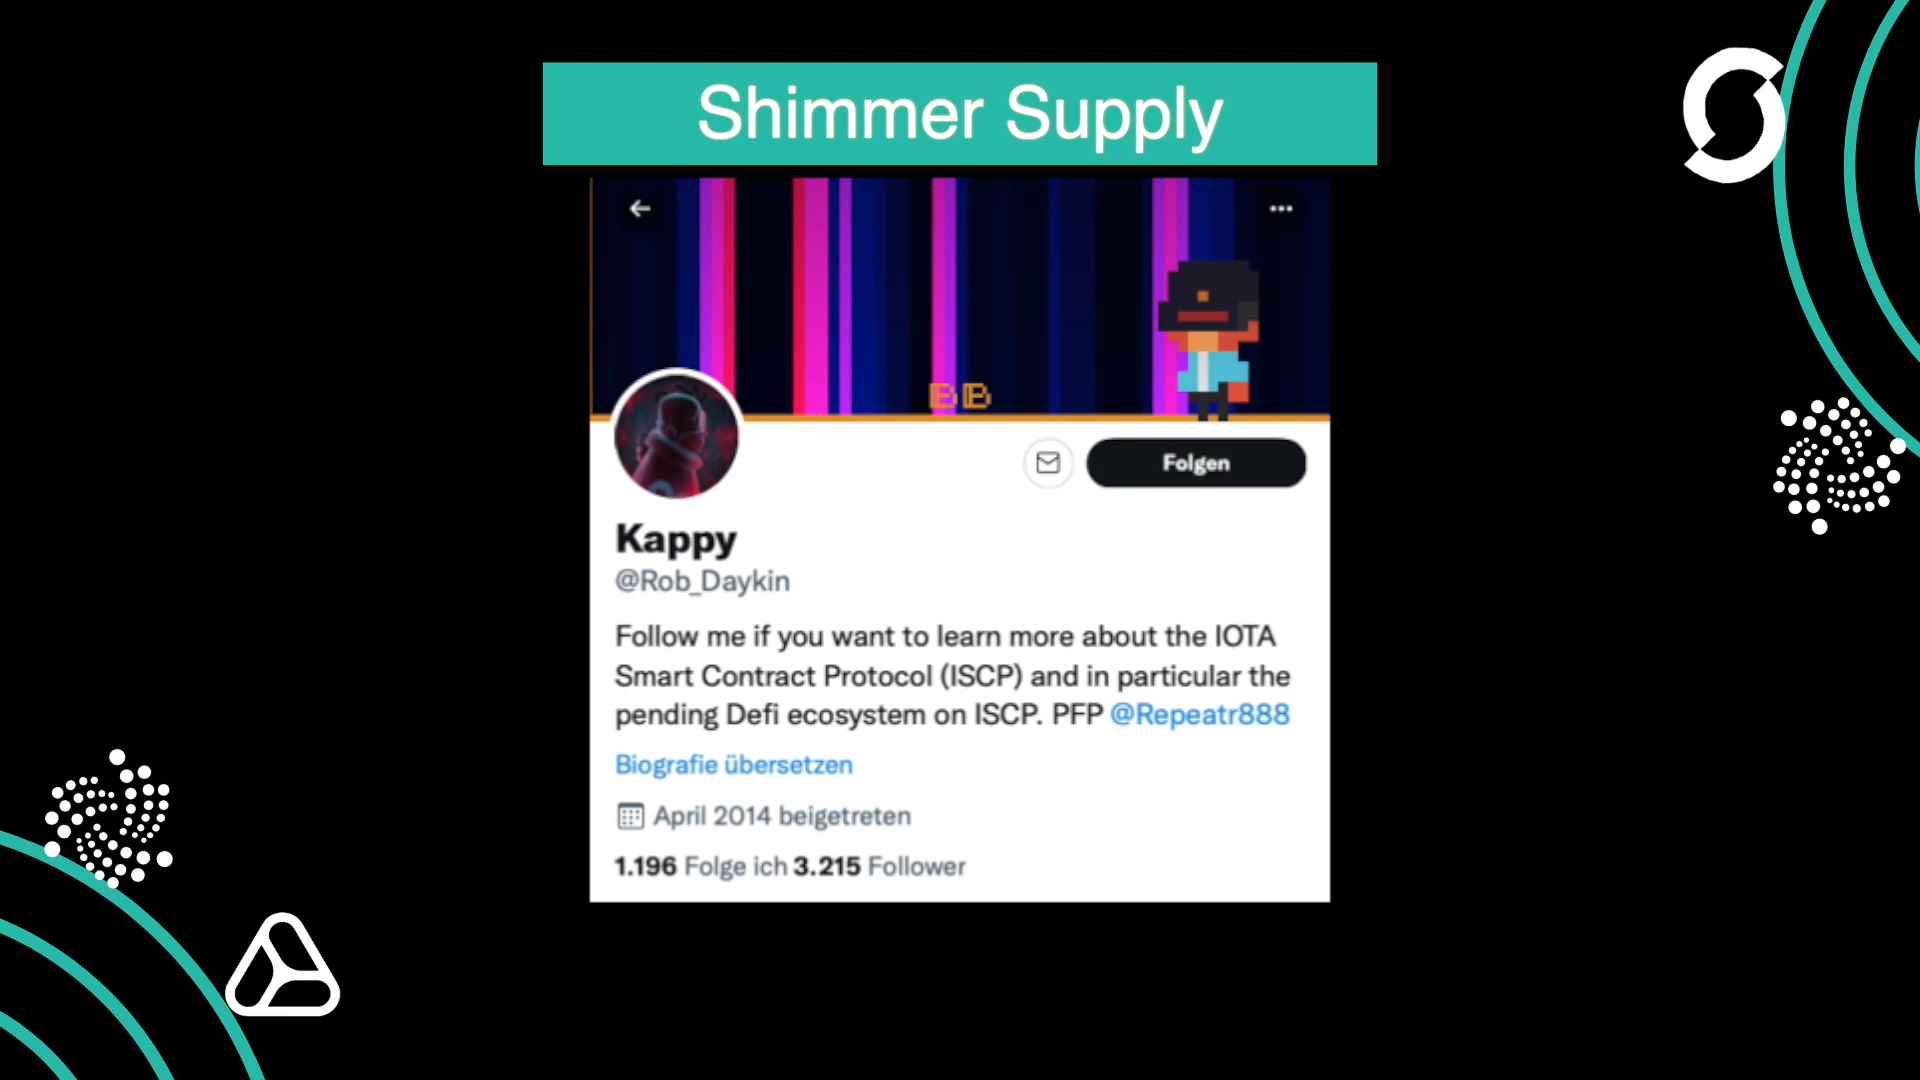 Shimmer Supply
BB
Folgen
Kappy
@Rob_Daykin
Follow me if you want to learn more about the IOTA
Smart Contract Protocol (ISCP) and in particular the
pending Defi ecosystem on ISCP. PFP @Repeatr888
Biografie übersetzen
April 2014 beigetreten
1.196 Folge ich 3.215 Follower